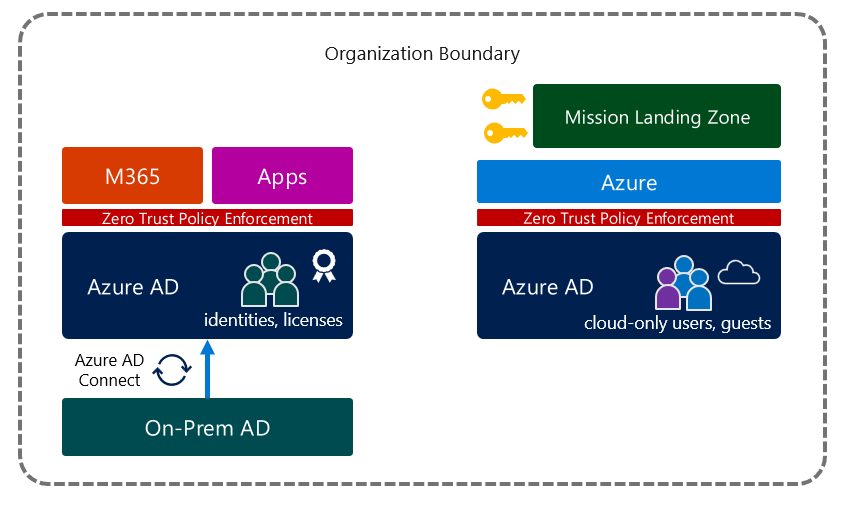 Organization Boundary
M365
Apps
Zero Trust Policy Enforcement
Azure AD
identities, licenses
Azure AD
Connect
On-Prem AD
Mission Landing Zone
Azure
Zero Trust Policy Enforcement
Azure AD
cloud-only users, guests